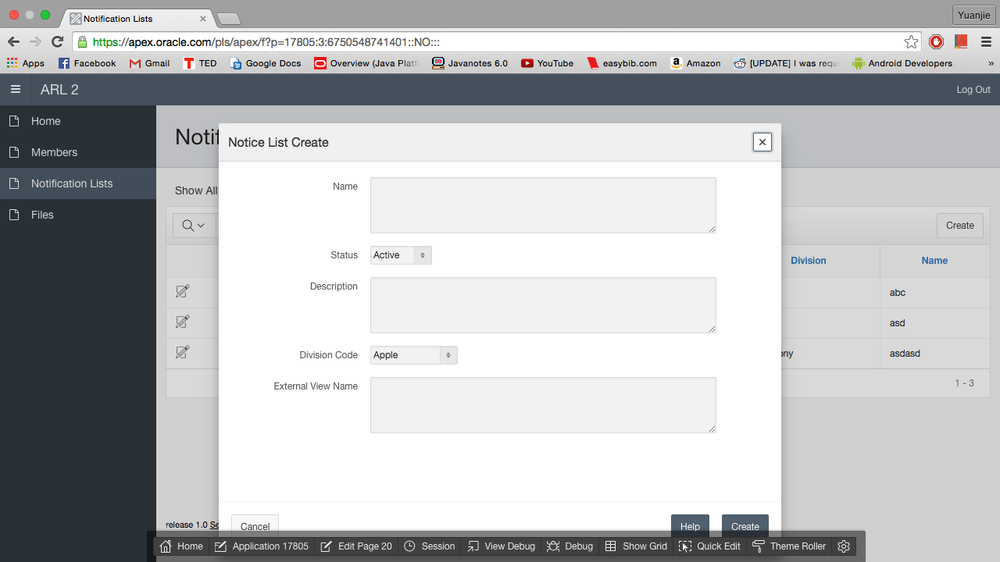 Notification Lists
Yuanjie
https://apex.oracle.com/pls/apex/f?p=17805:3:6750548741401::NO:::
Apps Facebook Gmail TED Google Docs Overview (Java Platf Javanotes 6.0 YouTube easybib.com Amazon [UPDATE] I was requ Android Developers »
ARL 2 Log Out
Home
Members
Notification Lists
Files
Notif
Show All
Create
Division Name
abc
asd
ony asdasd
1 - 3
Notice List Create
Name
Status Active
Description
Division Code Apple
External View Name
Cancel Help Create
release 1.0 Se
Home Application 17805 Edit Page 20 Session View Debug Debug Show Grid Quick Edit Theme Roller